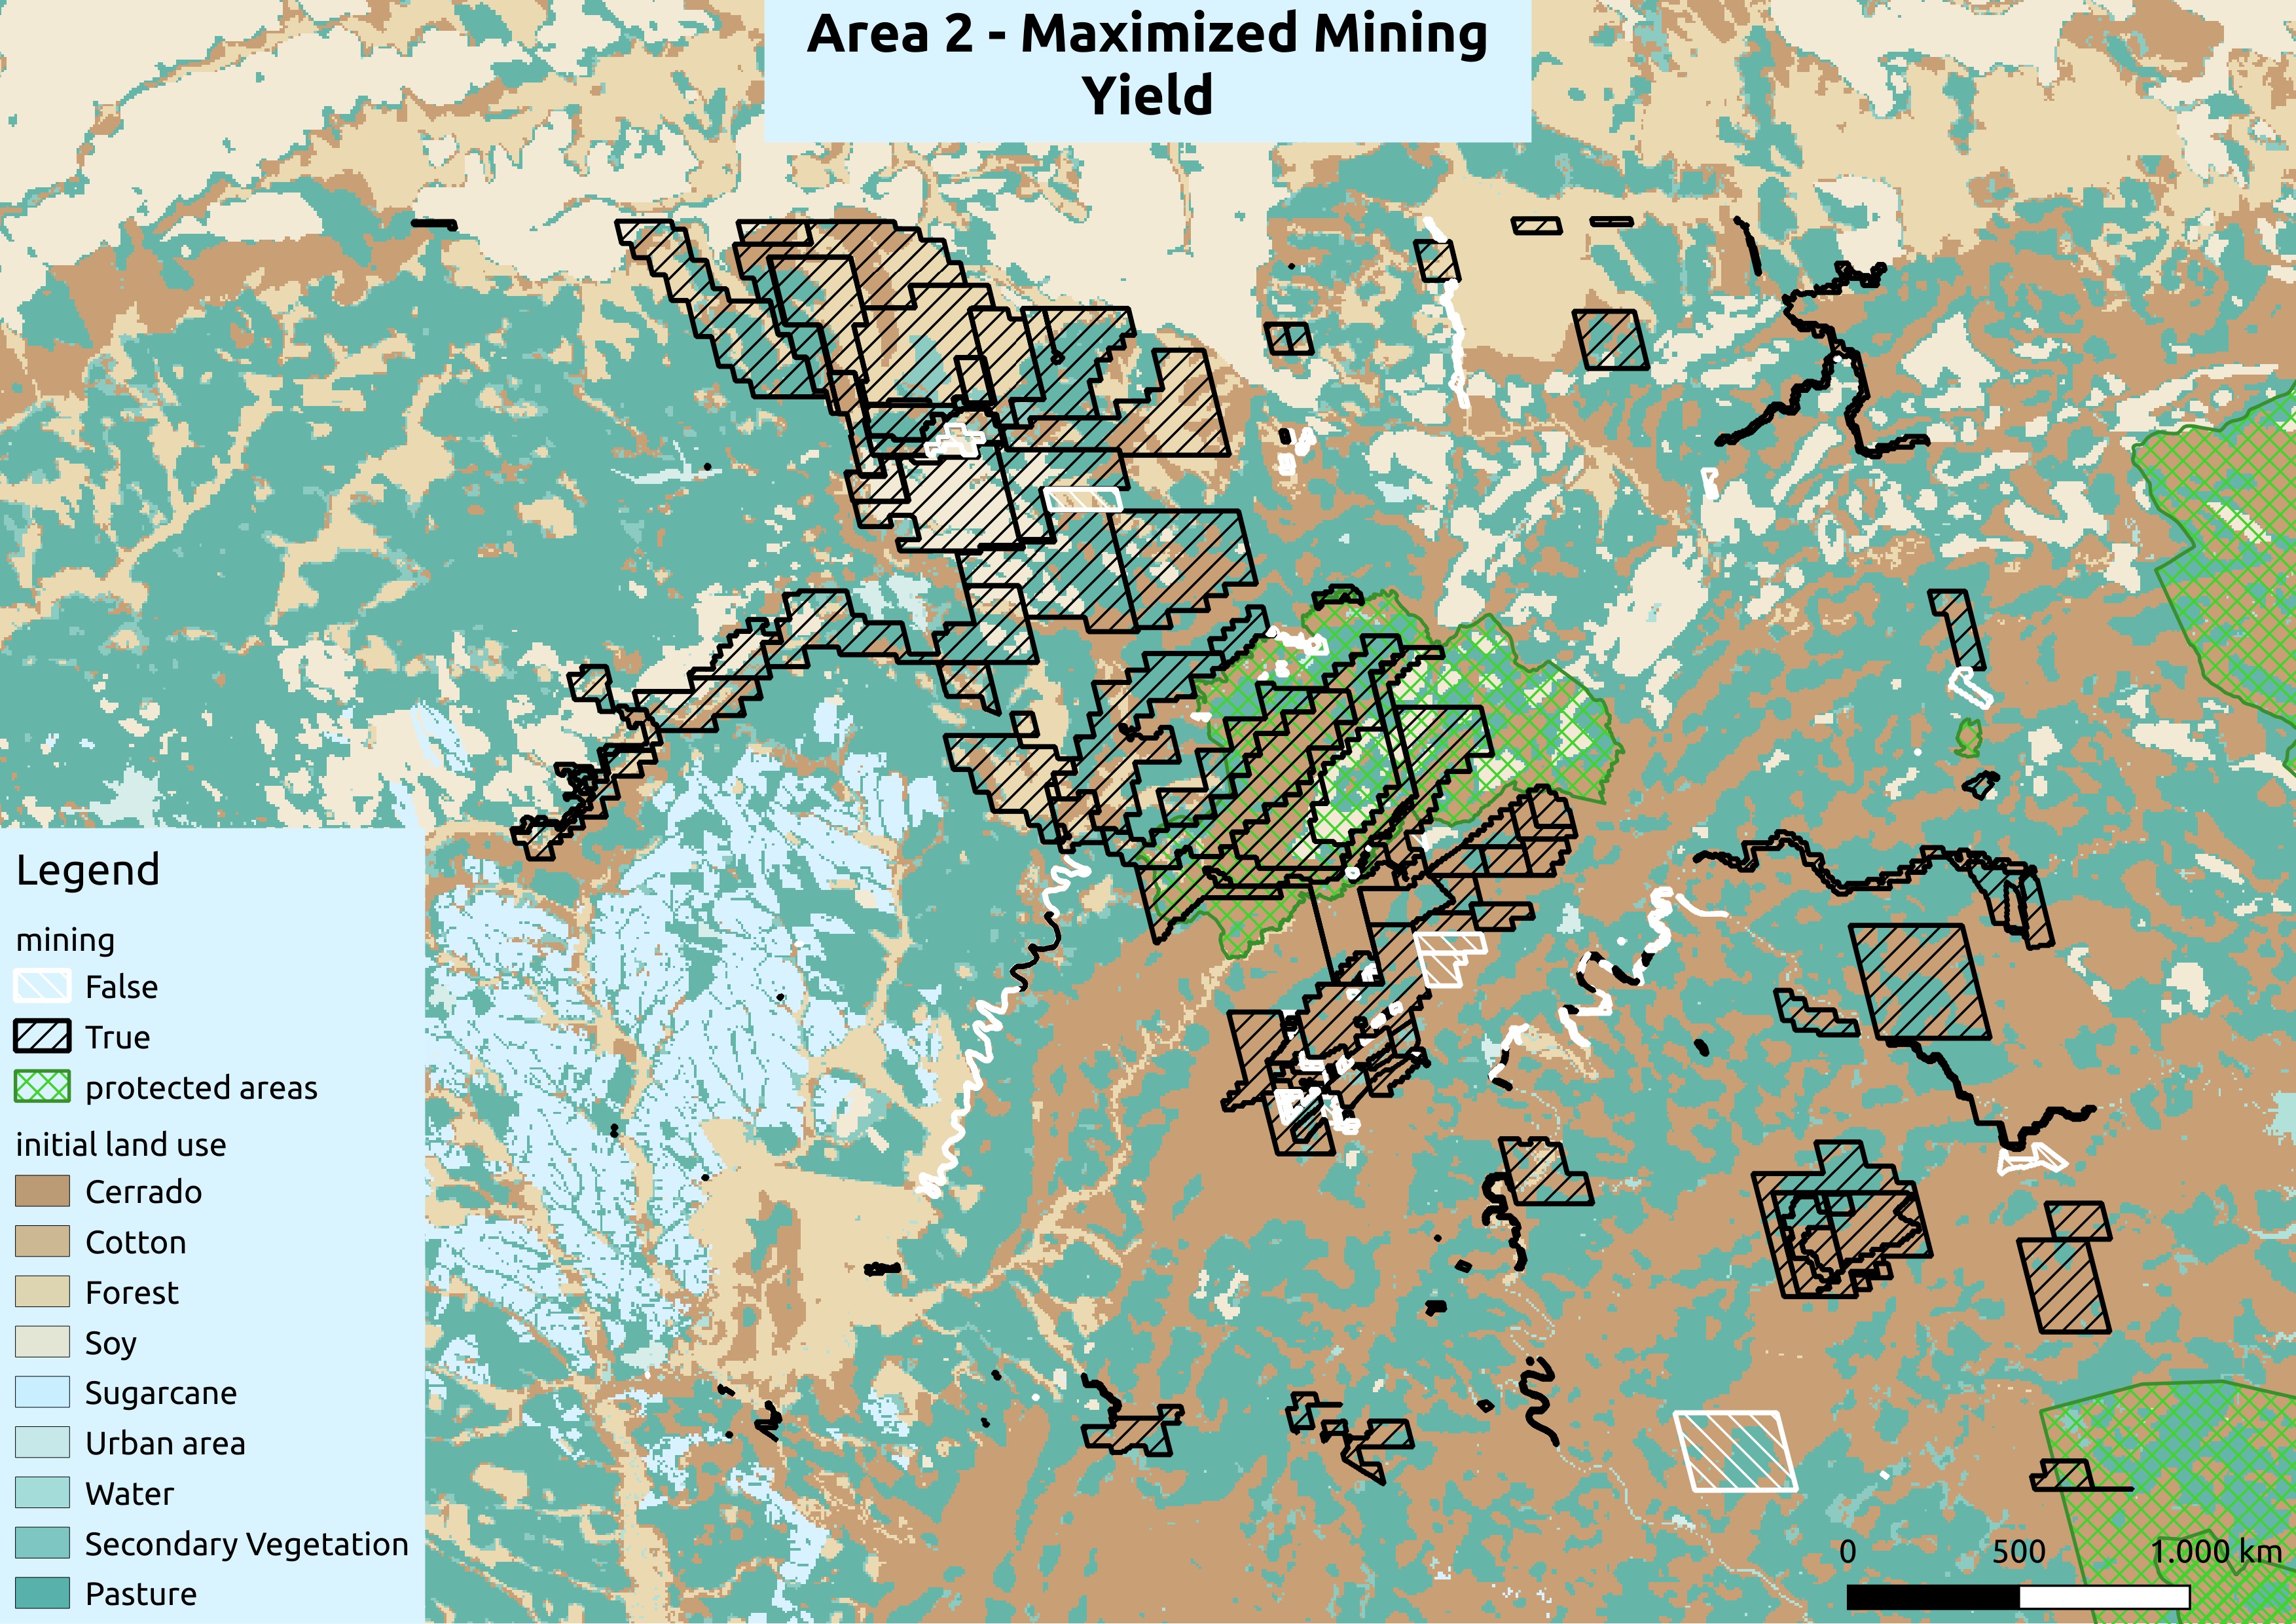 Area 2 - Maximized Mining
Yield
Legend
mining
False
True
protected areas
initial land use
Cerrado
Cotton
Forest
Soy
Sugarcane
Urban area
Water
Secondary Vegetation
Pasture
0 500 1.000 km